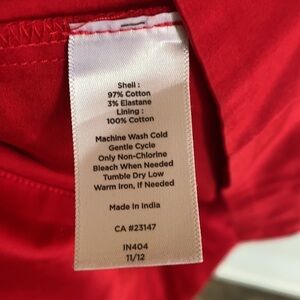 Shell :
97% Cotton
3% Elastane
Lining :
100% Cotton
Machine Wash Cold
Gentle Cycle
Only Non-Chlorine
Bleach When Needed
Tumble Dry Low
Warm Iron, If Needed
Made In India
CA #23147
IN404
11/12